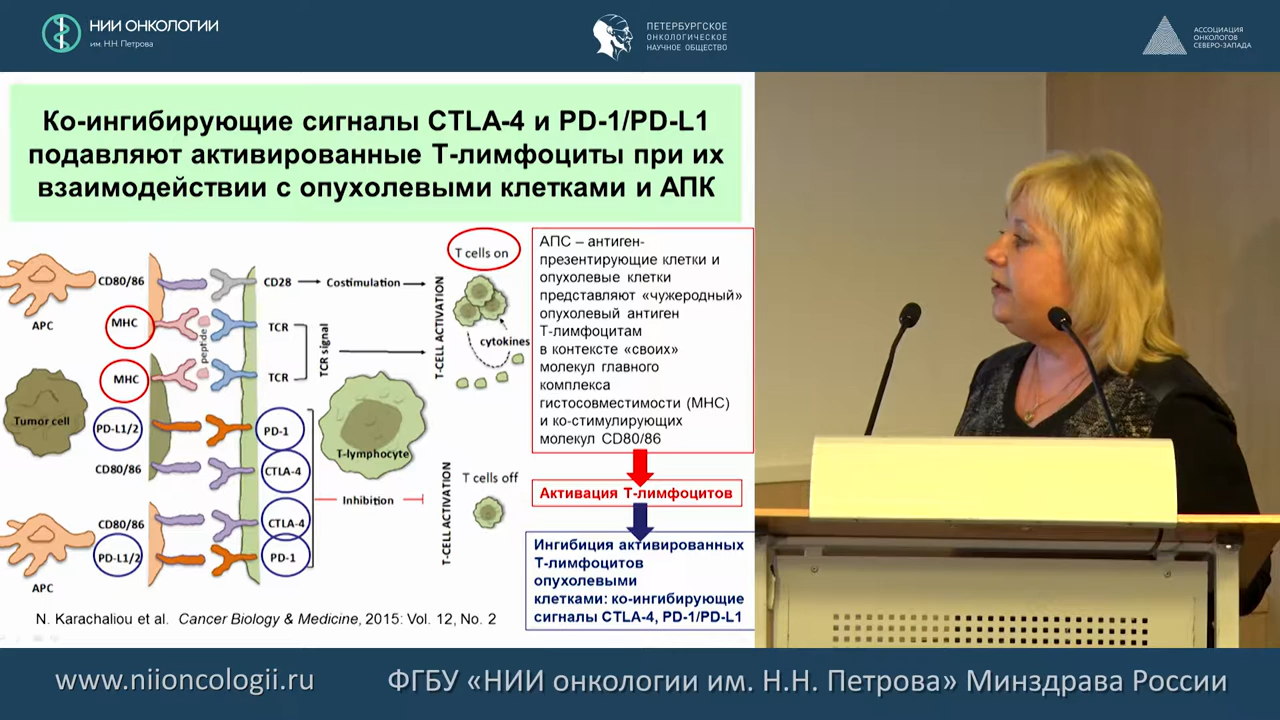 НИИ ОНКОЛОГИИ
им. Н.Н. Петрова
ПЕТЕРБУРГСКОЕ
ОНКОЛОГИЧЕСКОЕ
НАУЧНОЕ ОБЩЕСТВО
АССОЦИАЦИЯ
ОНКОЛОГОВ
СЕВЕРО-ЗАПАДА
Ко-ингибирующие сигналы CTLA-4 и PD-1/PD-L1
подавляют активированные Т-лимфоциты при их
взаимодействии с опухолевыми клетками и АПК
APC
CD80/86
CD28
Costimulation
T cells on
MHC
peptide
TCR
TCR signal
T-CELL ACTIVATION
cytokines
MHC
TCR
Tumor cell
PD-L1/2
PD-1
T-lymphocyte
CD80/86
CTLA-4
Inhibition
T-CELL ACTIVATION
T cells off
CD80/86
CTLA-4
PD-L1/2
PD-1
APC
АПС – антиген-
презентирующие клетки и
опухолевые клетки
представляют «чужеродный»
опухолевый антиген
Т-лимфоцитам
в контексте «своих»
молекул главного
комплекса
гистосовместимости (МНС)
и ко-стимулирующих
молекул CD80/86
Активация Т-лимфоцитов
Ингибиция активированных
Т-лимфоцитов
опухолевыми
клетками: ко-ингибирующие
сигналы CTLA-4, PD-1/PD-L1
N. Karachaliou et al. Cancer Biology & Medicine, 2015: Vol. 12, No. 2
www.niioncologii.ru
ФГБУ «НИИ онкологии им. Н.Н. Петрова» Минздрава России